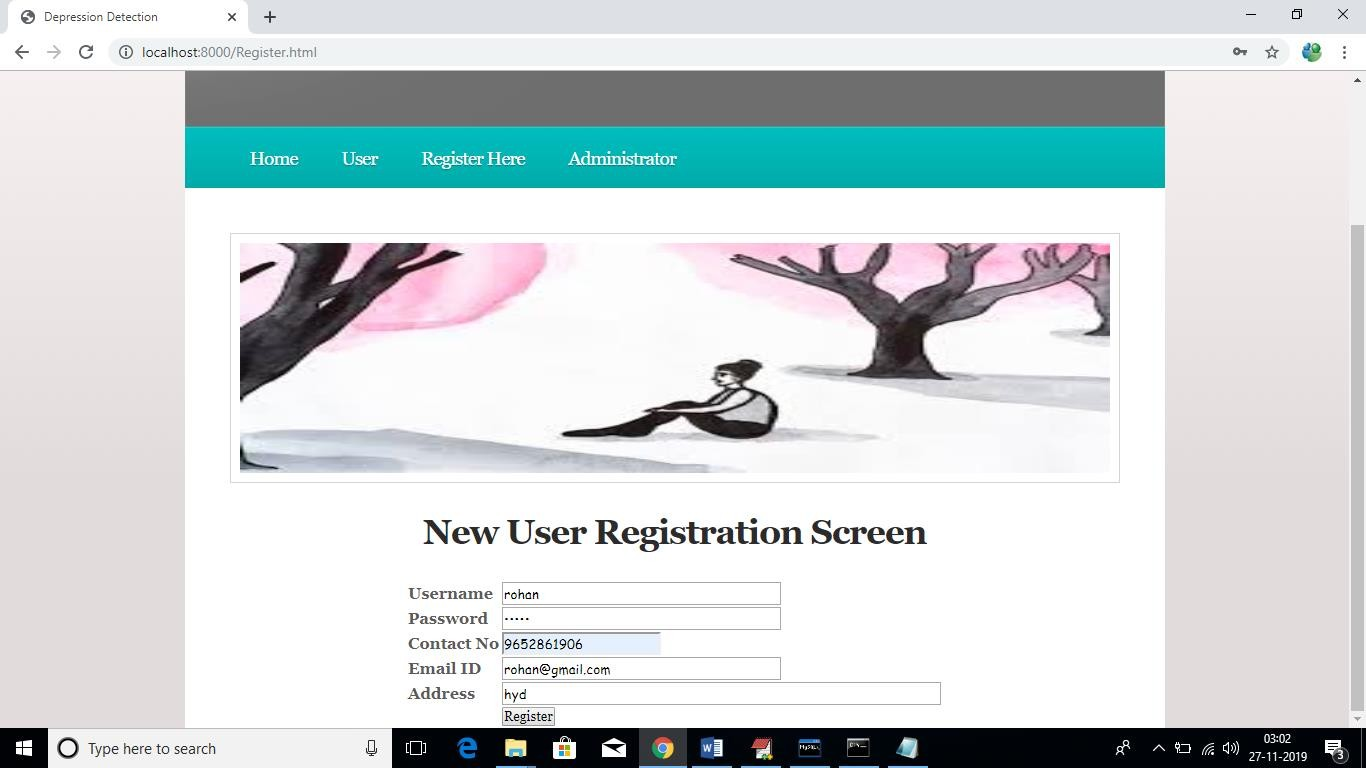 Depression Detection
localhost:8000/Register.html
Home User Register Here Administrator
New User Registration Screen
Username rohan
Password •••••
Contact No 9652861906
Email ID rohan@gmail.com
Address hyd
Register
Type here to search
03:02
27-11-2019
3